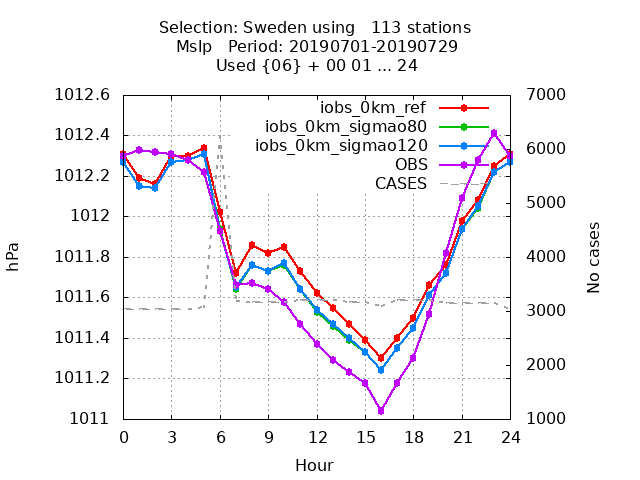 Selection: Sweden using   113 stations
Mslp   Period: 20190701-20190729
Used {06} + 00 01 ... 24
1012.6
1012.4
1012.2
1012
1011.8
1011.6
1011.4
1011.2
1011
hPa
iobs_0km_ref
iobs_0km_sigmao80
iobs_0km_sigmao120
OBS
CASES
7000
6000
5000
4000
3000
2000
1000
No cases
0 3 6 9 12 15 18 21 24
Hour